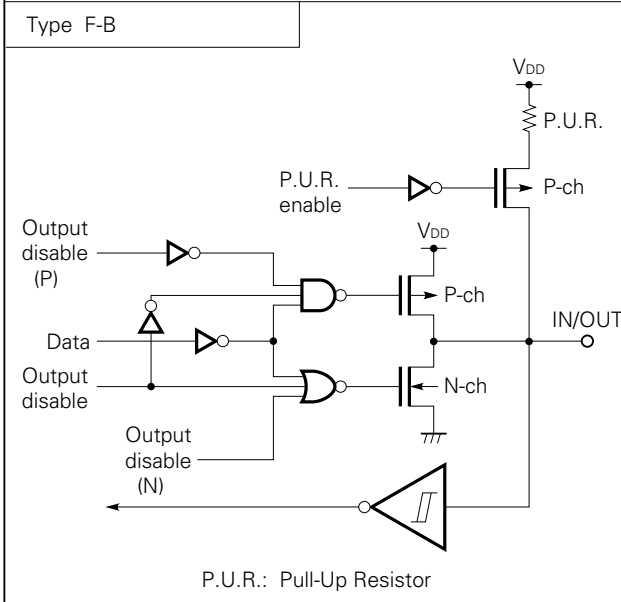 Type F-B
VDD
P.U.R.
P.U.R.
enable
P-ch
Output
disable
(P)
VDD
P-ch
Data
IN/OUT
Output
disable
N-ch
Output
disable
(N)
P.U.R.: Pull-Up Resistor